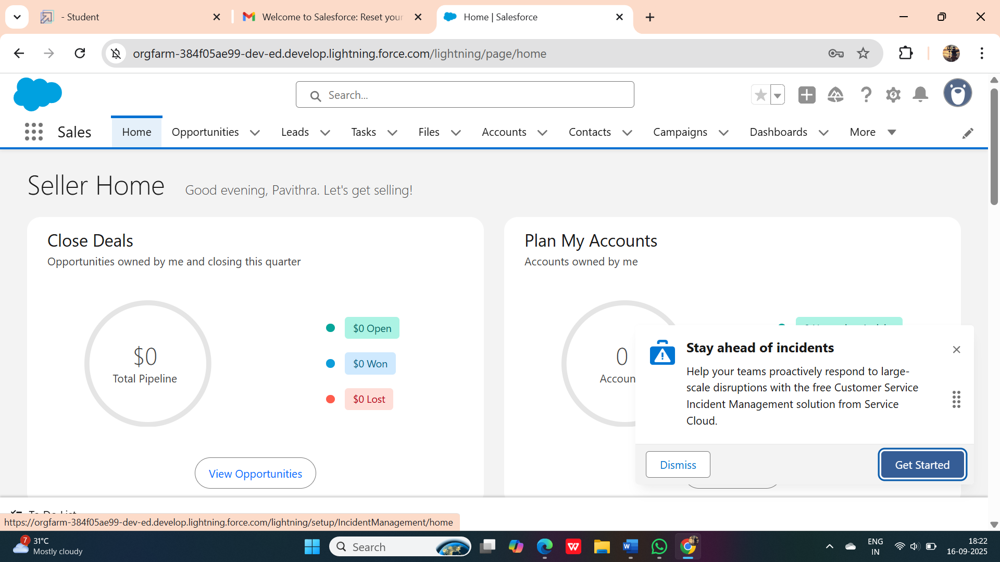 - Student
Welcome to Salesforce: Reset your
Home | Salesforce
orgfarm-384f05ae99-dev-ed.develop.lightning.force.com/lightning/page/home
Search...
Sales
Home
Opportunities
Leads
Tasks
Files
Accounts
Contacts
Campaigns
Dashboards
More
Seller Home
Good evening, Pavithra. Let's get selling!
Close Deals
Opportunities owned by me and closing this quarter
$0
Total Pipeline
$0 Open
$0 Won
$0 Lost
View Opportunities
Plan My Accounts
Accounts owned by me
0
Accoun
Stay ahead of incidents
Help your teams proactively respond to large-
scale disruptions with the free Customer Service
Incident Management solution from Service
Cloud.
Dismiss
Get Started
To Do List
https://orgfarm-384f05ae99-dev-ed.develop.lightning.force.com/lightning/setup/IncidentManagement/home
7
31°C
Mostly cloudy
Search
ENG
IN
18:22
16-09-2025